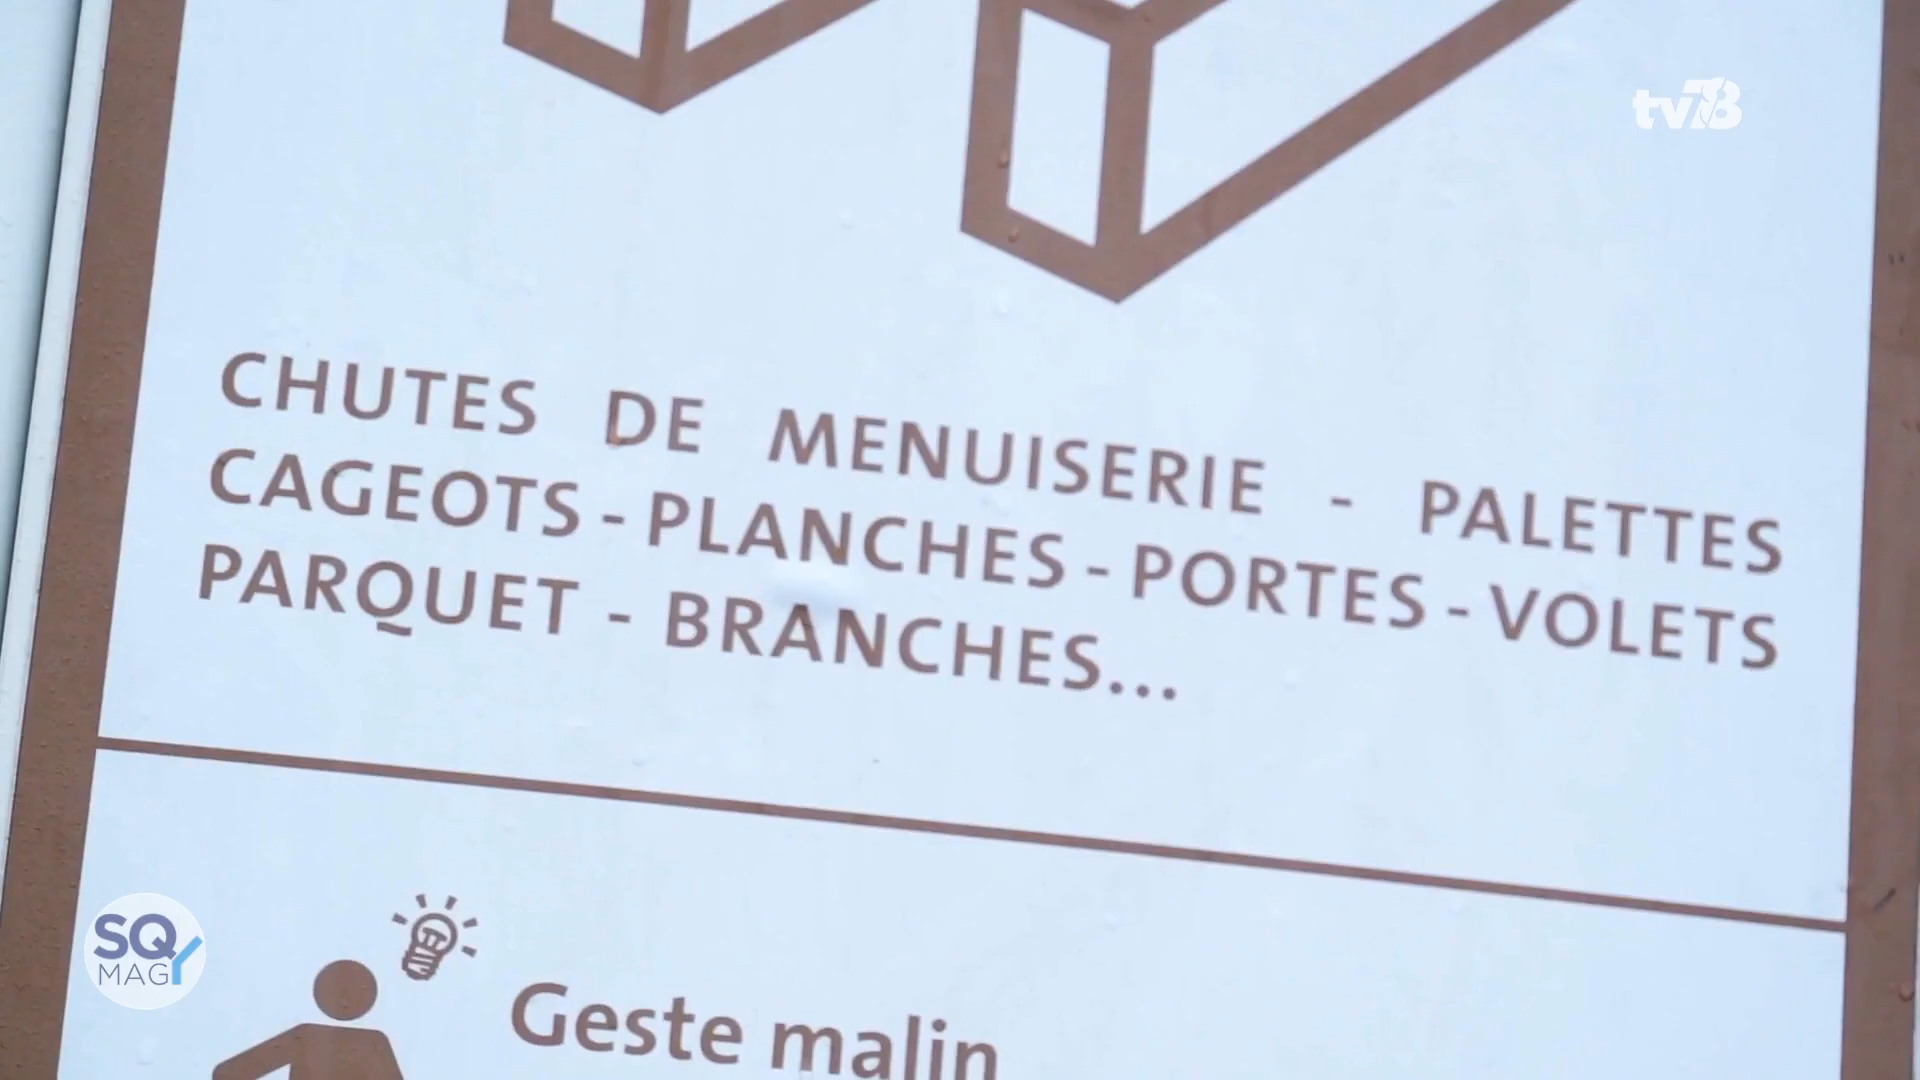 tv78
CHUTES DE MENUISERIE - PALETTES
CAGEOTS - PLANCHES - PORTES - VOLETS
PARQUET - BRANCHES...
SQY
MAG
Geste malin